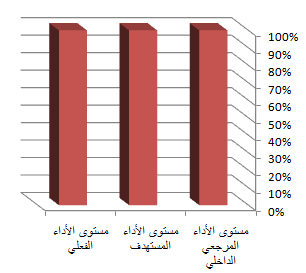 100%
90%
80%
70%
60%
50%
40%
30%
20%
10%
0%
مستوى الأداء
المرجعي
الداخلي
مستوى الأداء
المستهدف
مستوى الأداء
الفعلي